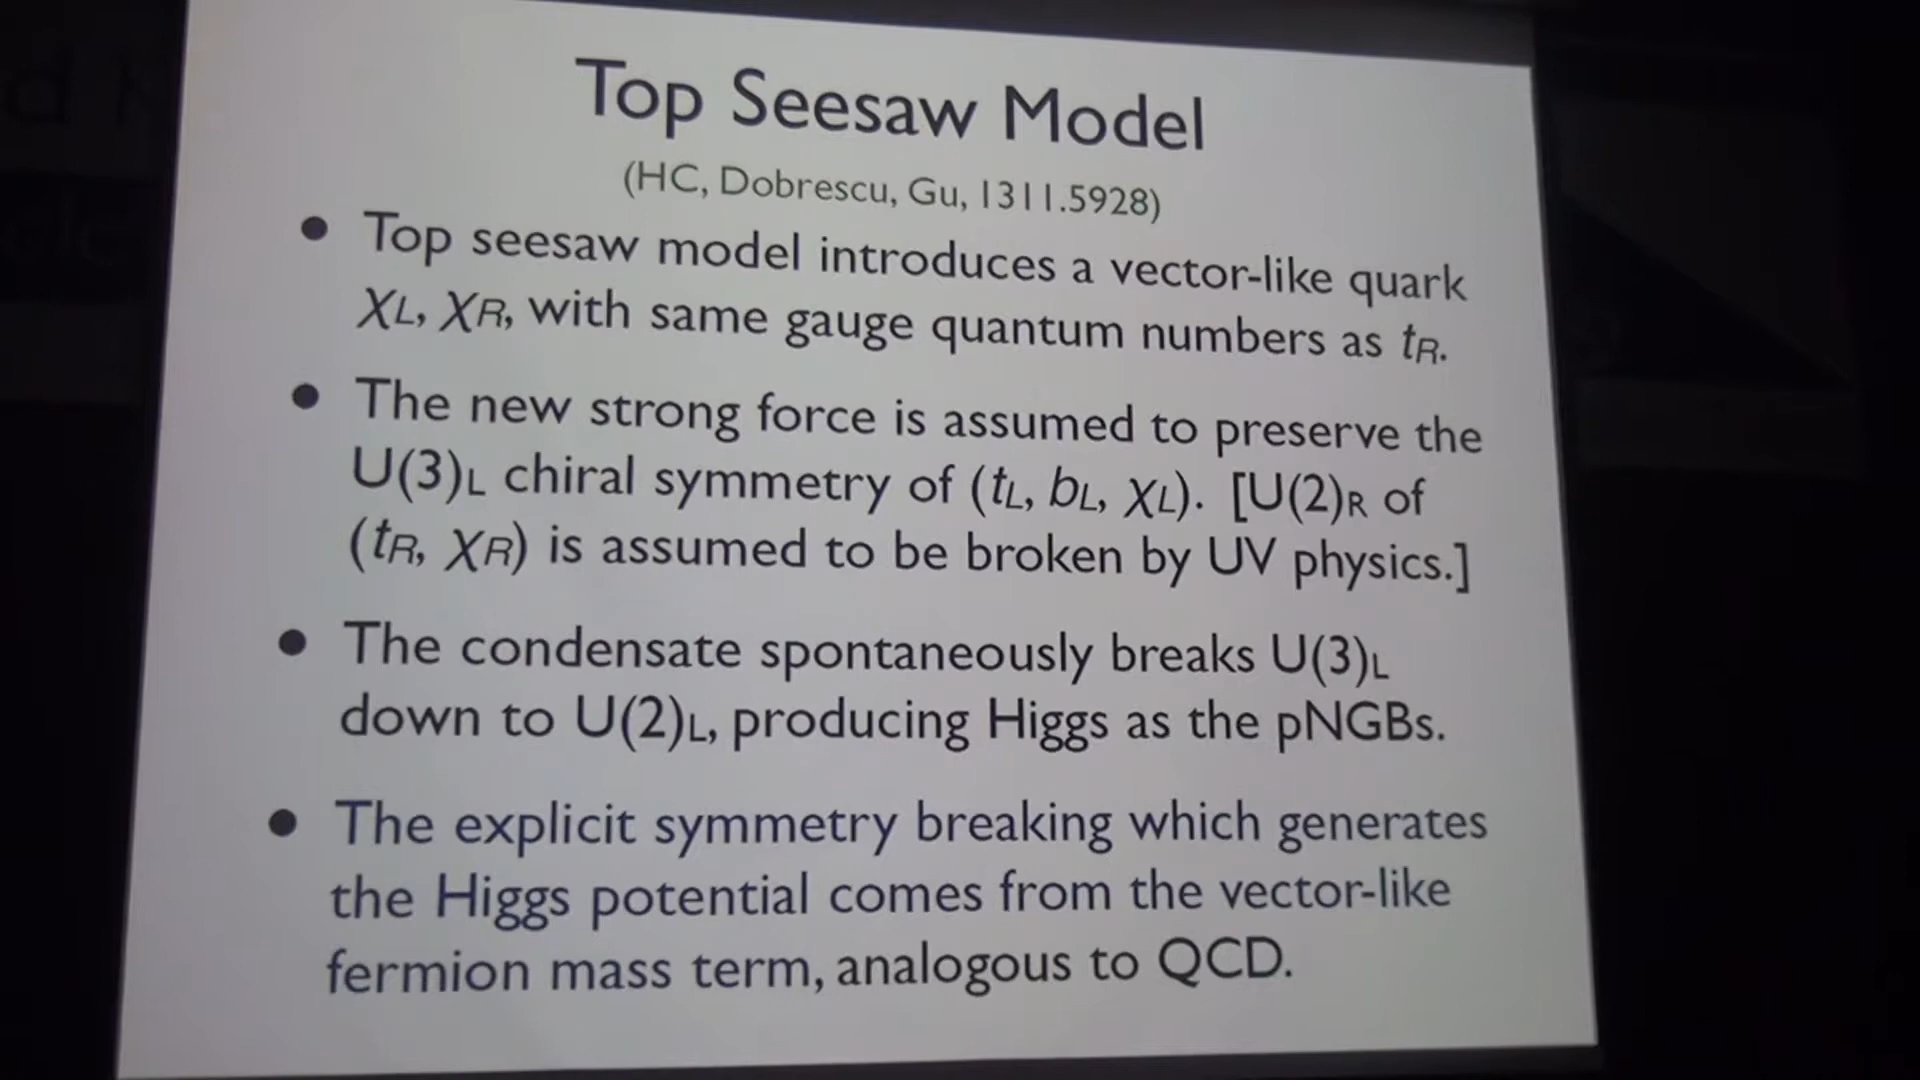 Top Seesaw Model
(HC, Dobrescu, Gu, 1311.5928)
• Top seesaw model introduces a vector-like quark
χL, χR, with same gauge quantum numbers as tR.
• The new strong force is assumed to preserve the
U(3)L chiral symmetry of (tL, bL, χL). [U(2)R of
(tR, χR) is assumed to be broken by UV physics.]
• The condensate spontaneously breaks U(3)L
down to U(2)L, producing Higgs as the pNGBs.
• The explicit symmetry breaking which generates
the Higgs potential comes from the vector-like
fermion mass term, analogous to QCD.